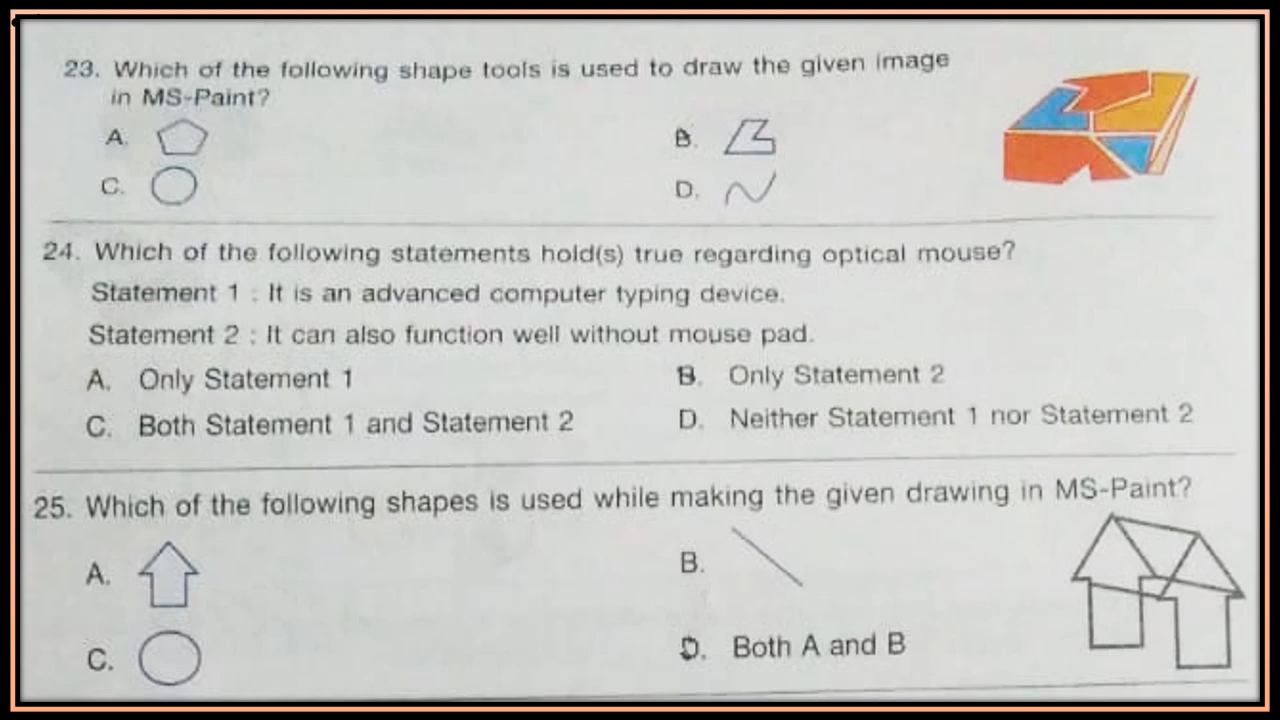 23. Which of the following shape tools is used to draw the given image
in MS-Paint?
A.
B.
C.
D.
24. Which of the following statements hold(s) true regarding optical mouse?
Statement 1 : It is an advanced computer typing device.
Statement 2 : It can also function well without mouse pad.
A. Only Statement 1
B. Only Statement 2
C. Both Statement 1 and Statement 2
D. Neither Statement 1 nor Statement 2
25. Which of the following shapes is used while making the given drawing in MS-Paint?
A.
B.
C.
D. Both A and B